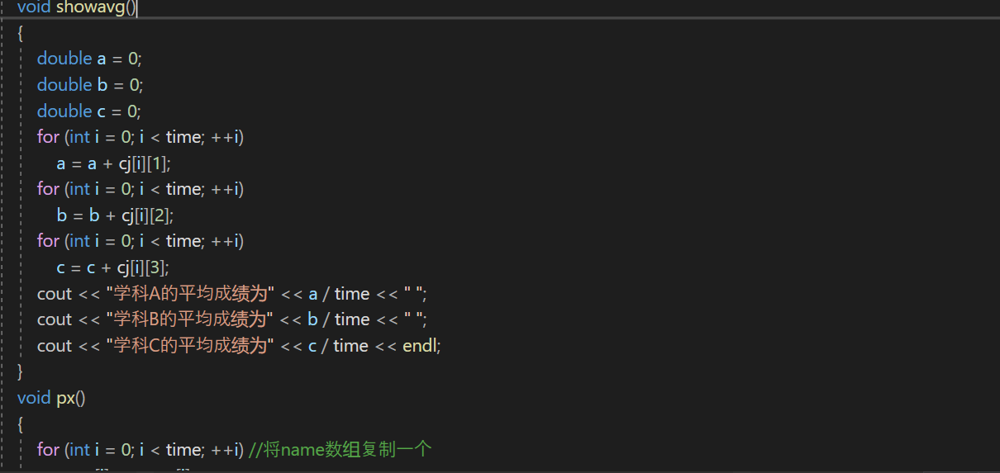 void showavg()
{
double a = 0;
double b = 0;
double c = 0;
for (int i = 0; i < time; ++i)
a = a + cj[i][1];
for (int i = 0; i < time; ++i)
b = b + cj[i][2];
for (int i = 0; i < time; ++i)
c = c + cj[i][3];
cout << "学科A的平均成绩为" << a / time << " ";
cout << "学科B的平均成绩为" << b / time << " ";
cout << "学科C的平均成绩为" << c / time << endl;
}
void px()
{
for (int i = 0; i < time; ++i) //将name数组复制一个